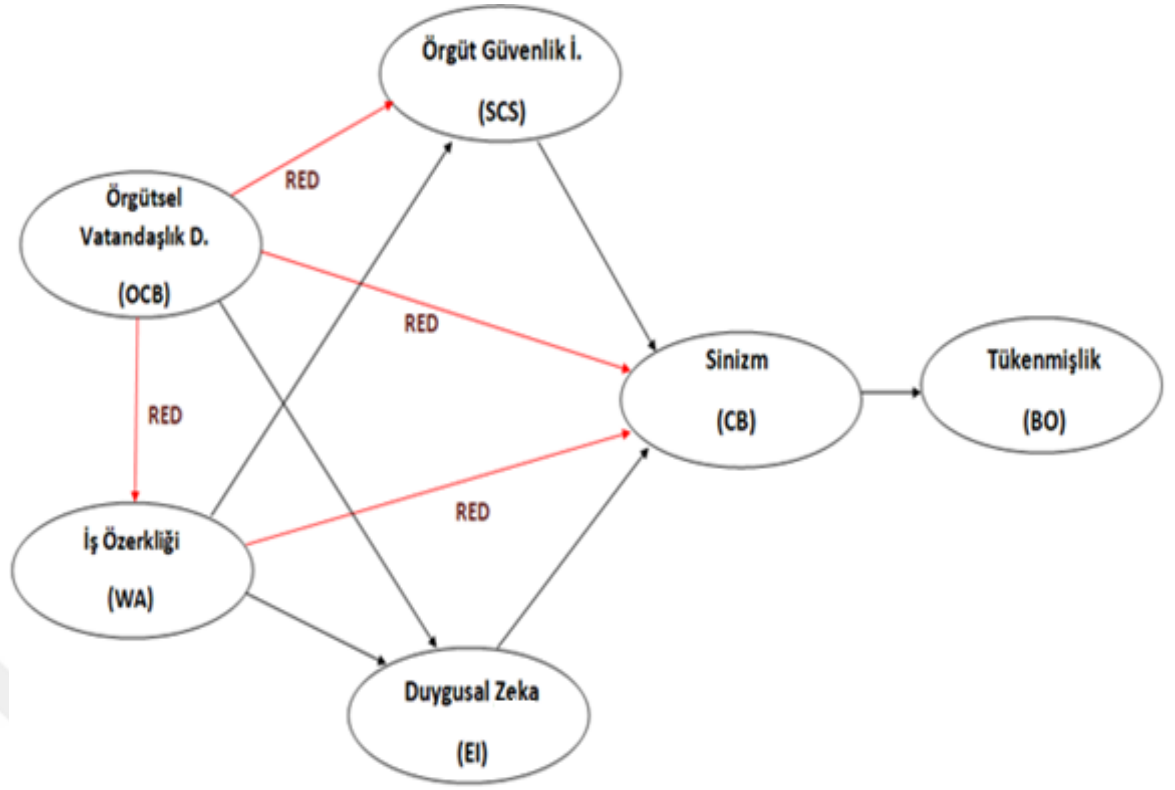 Örgüt Güvenlik İ.
(SCS)
RED
Örgütsel
Vatandaşlık D.
(OCB)
RED
RED
Sinizm
(CB)
Tükenmişlik
(BO)
RED
İş Özerkliği
(WA)
Duygusal Zeka
(EI)